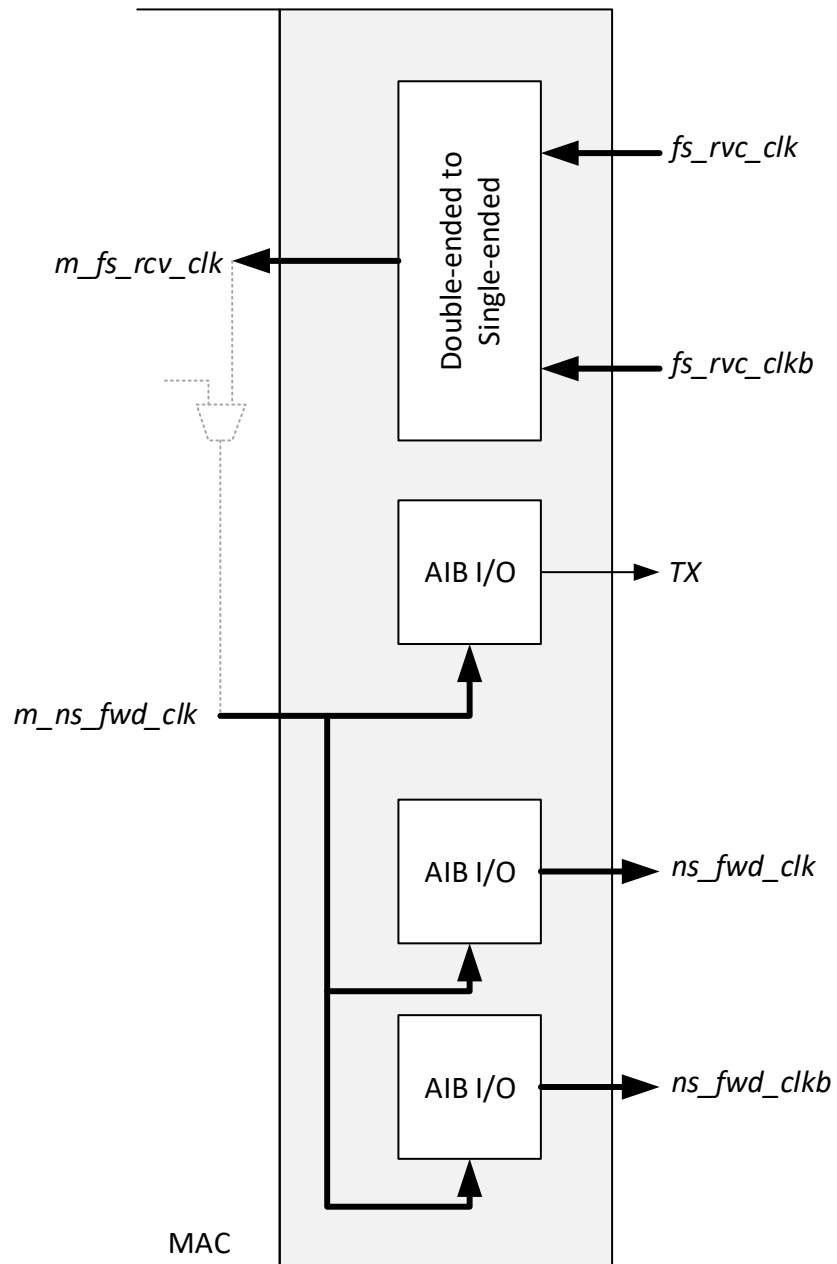 fs_rvc_clk
Double-ended to
Single-ended
m_fs_rcv_clk
fs_rvc_clkb
AIB I/O
TX
m_ns_fwd_clk
AIB I/O
ns_fwd_clk
AIB I/O
ns_fwd_clkb
MAC